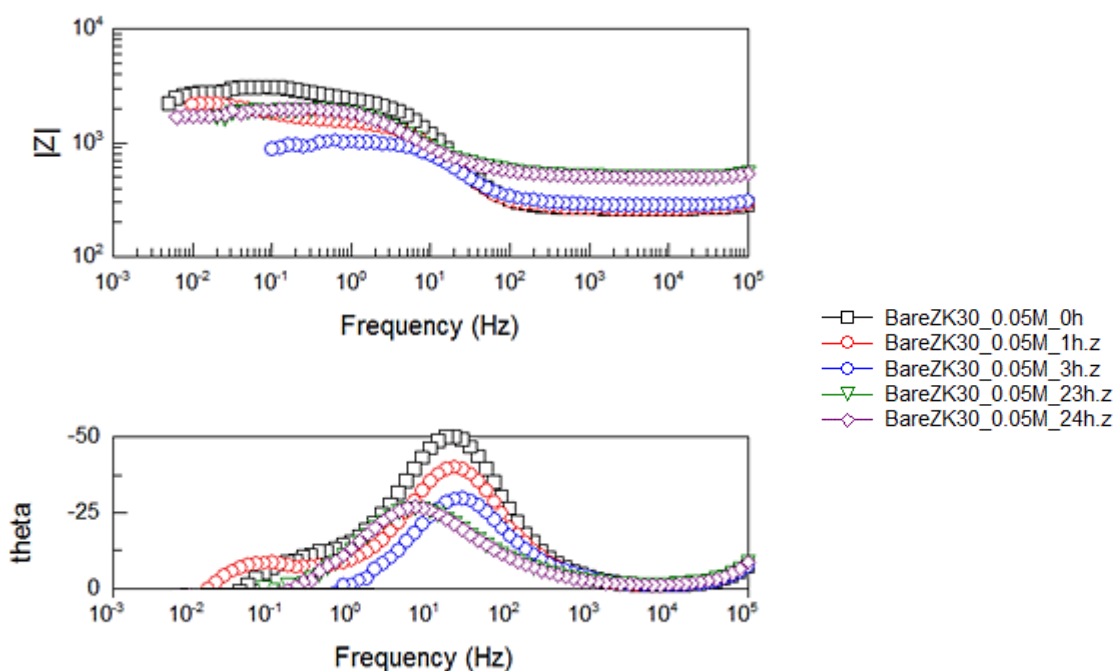 10⁴
|Z|
10³
10²
10⁻³ 10⁻² 10⁻¹ 10⁰ 10¹ 10² 10³ 10⁴ 10⁵
Frequency (Hz)
BareZK30_0.05M_0h
BareZK30_0.05M_1h.z
BareZK30_0.05M_3h.z
BareZK30_0.05M_23h.z
BareZK30_0.05M_24h.z
-50
theta
-25
0
10⁻³ 10⁻² 10⁻¹ 10⁰ 10¹ 10² 10³ 10⁴ 10⁵
Frequency (Hz)